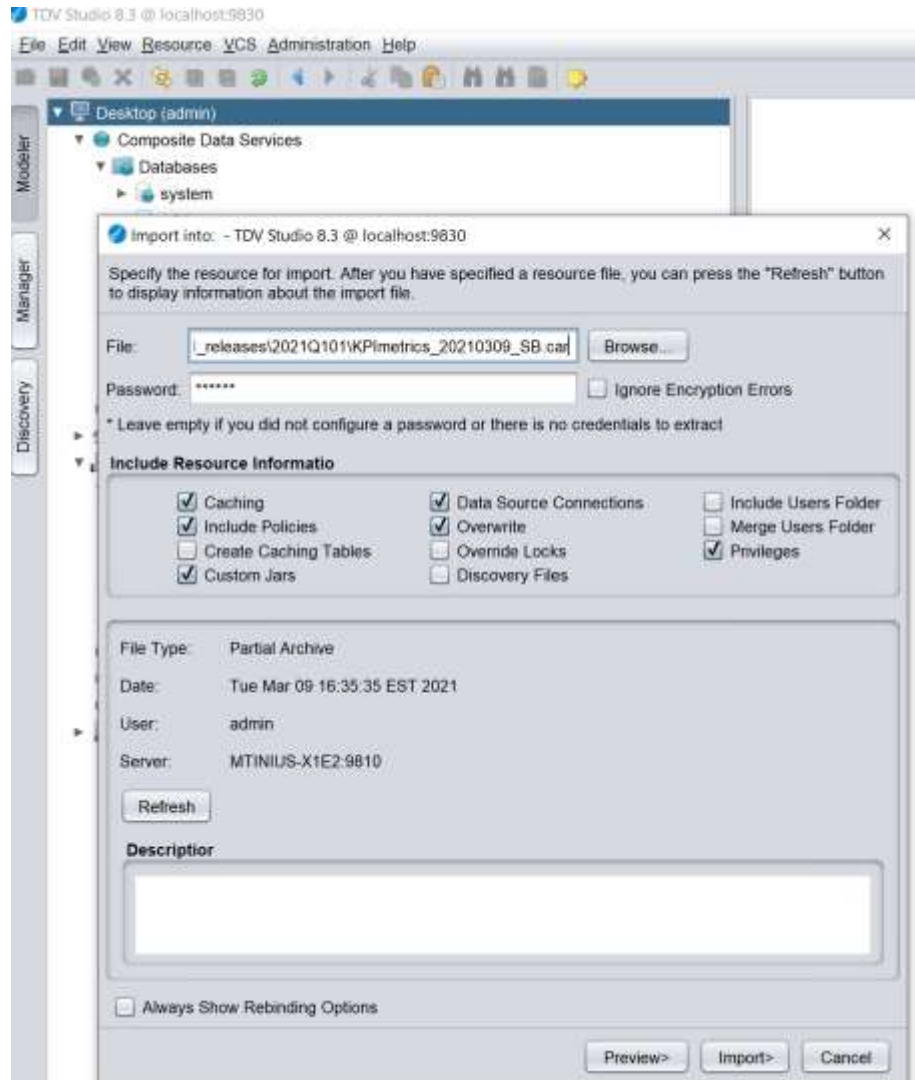 TDV Studio 8.3 @ localhost:9830
File Edit View Resource VCS Administration Help
Modeler
Manager
Discovery
Desktop (admin)
Composite Data Services
Databases
system
Import into: - TDV Studio 8.3 @ localhost:9830
Specify the resource for import. After you have specified a resource file, you can press the "Refresh" button
to display information about the import file.
File: i_releases\2021Q101\KPImetrics_20210309_SB.car Browse...
Password: ****** Ignore Encryption Errors
* Leave empty if you did not configure a password or there is no credentials to extract
Include Resource Informatio
Caching Data Source Connections Include Users Folder
Include Policies Overwrite Merge Users Folder
Create Caching Tables Override Locks Privileges
Custom Jars Discovery Files
File Type: Partial Archive
Date: Tue Mar 09 16:35:35 EST 2021
User: admin
Server: MTINIUS-X1E2:9810
Refresh
Descriptior
Always Show Rebinding Options
Preview> Import> Cancel